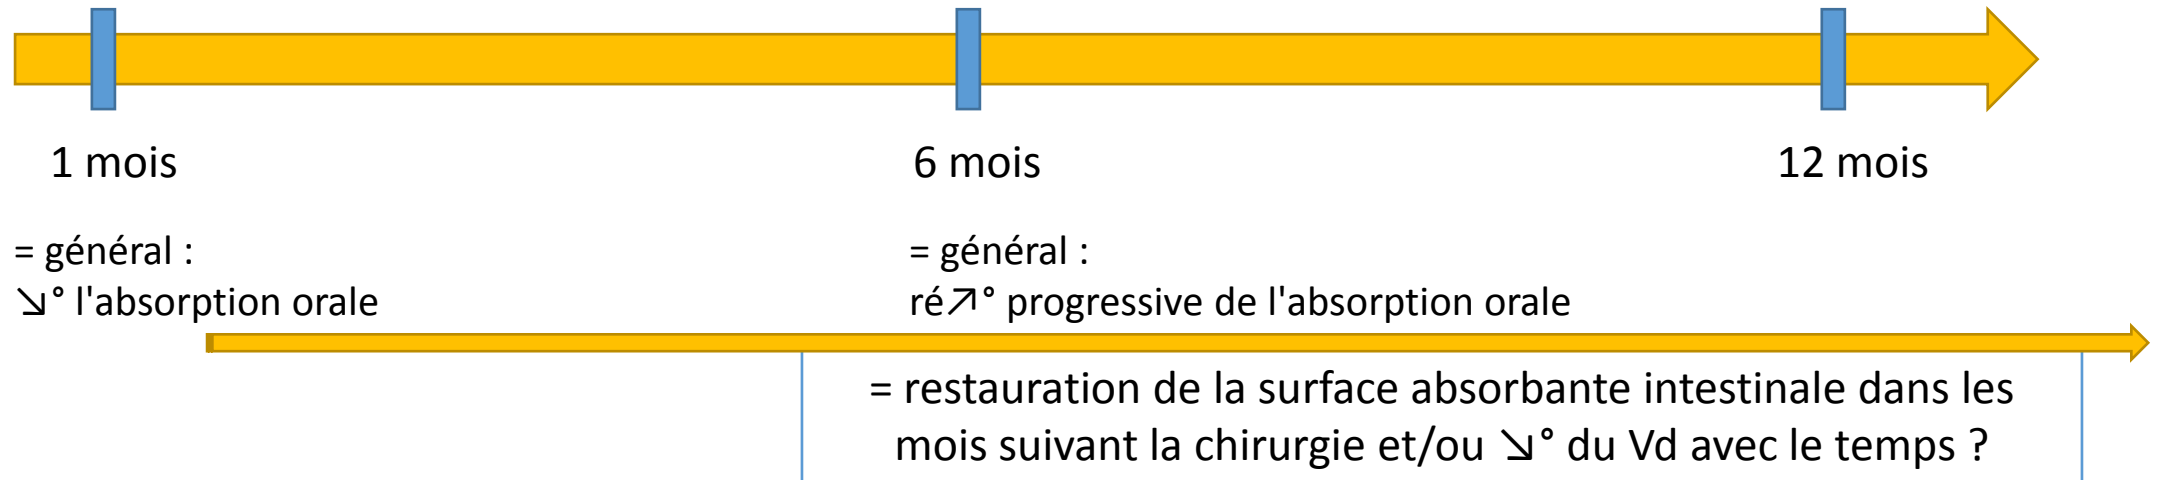 1 mois
6 mois
12 mois
= général :
↘° l'absorption orale
= général :
ré↗° progressive de l'absorption orale
= restauration de la surface absorbante intestinale dans les
mois suivant la chirurgie et/ou ↘° du Vd avec le temps ?